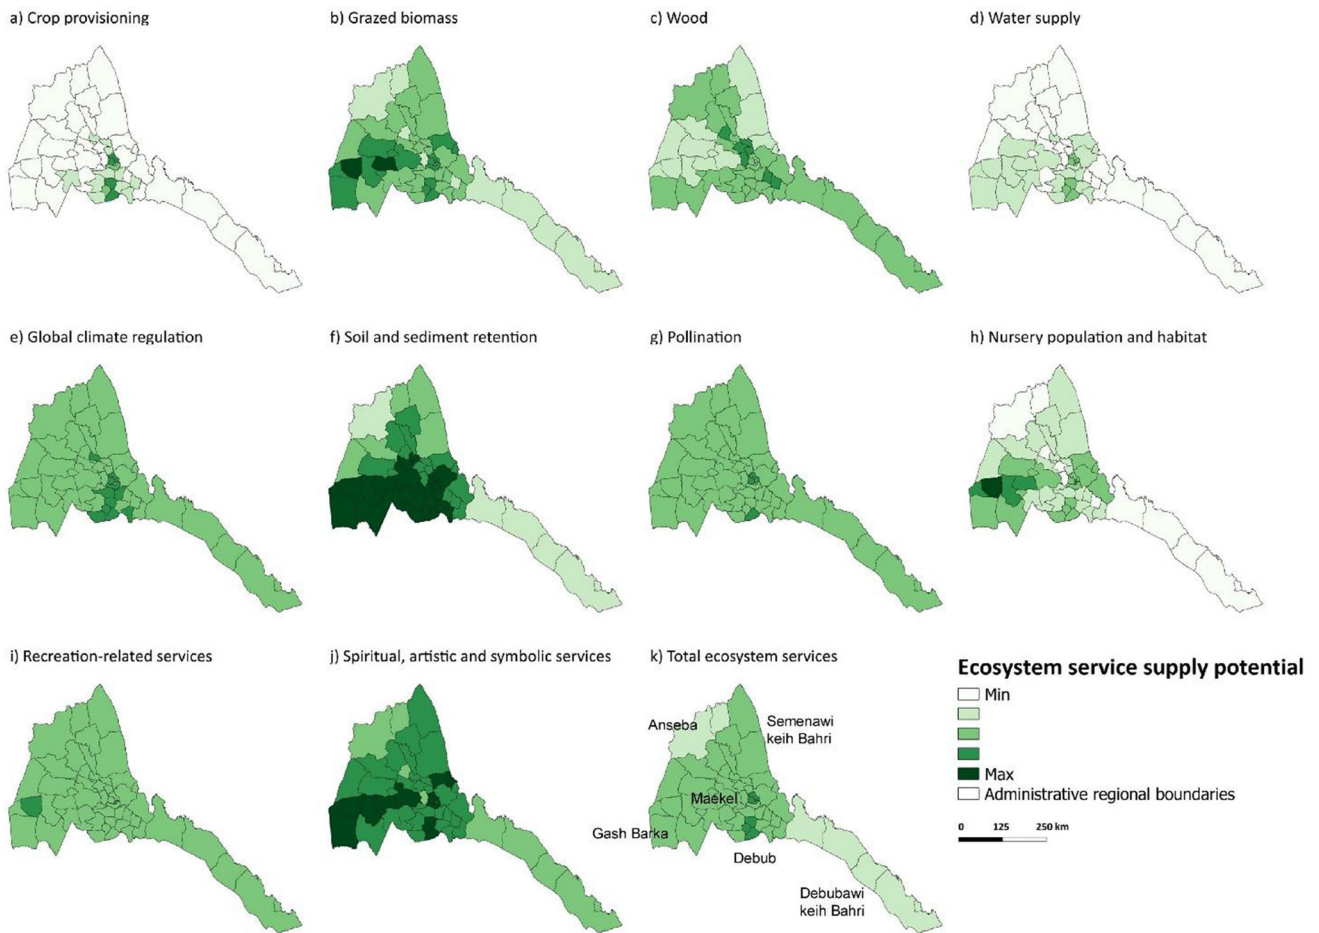 a) Crop provisioning
b) Grazed biomass
c) Wood
d) Water supply
e) Global climate regulation
f) Soil and sediment retention
g) Pollination
h) Nursery population and habitat
i) Recreation-related services
j) Spiritual, artistic and symbolic services
k) Total ecosystem services
Anseba
Semenawi
keih Bahri
Maekel
Gash Barka
Debub
Debubawi
keih Bahri
Ecosystem service supply potential
Min
Max
Administrative regional boundaries
0 125 250 km